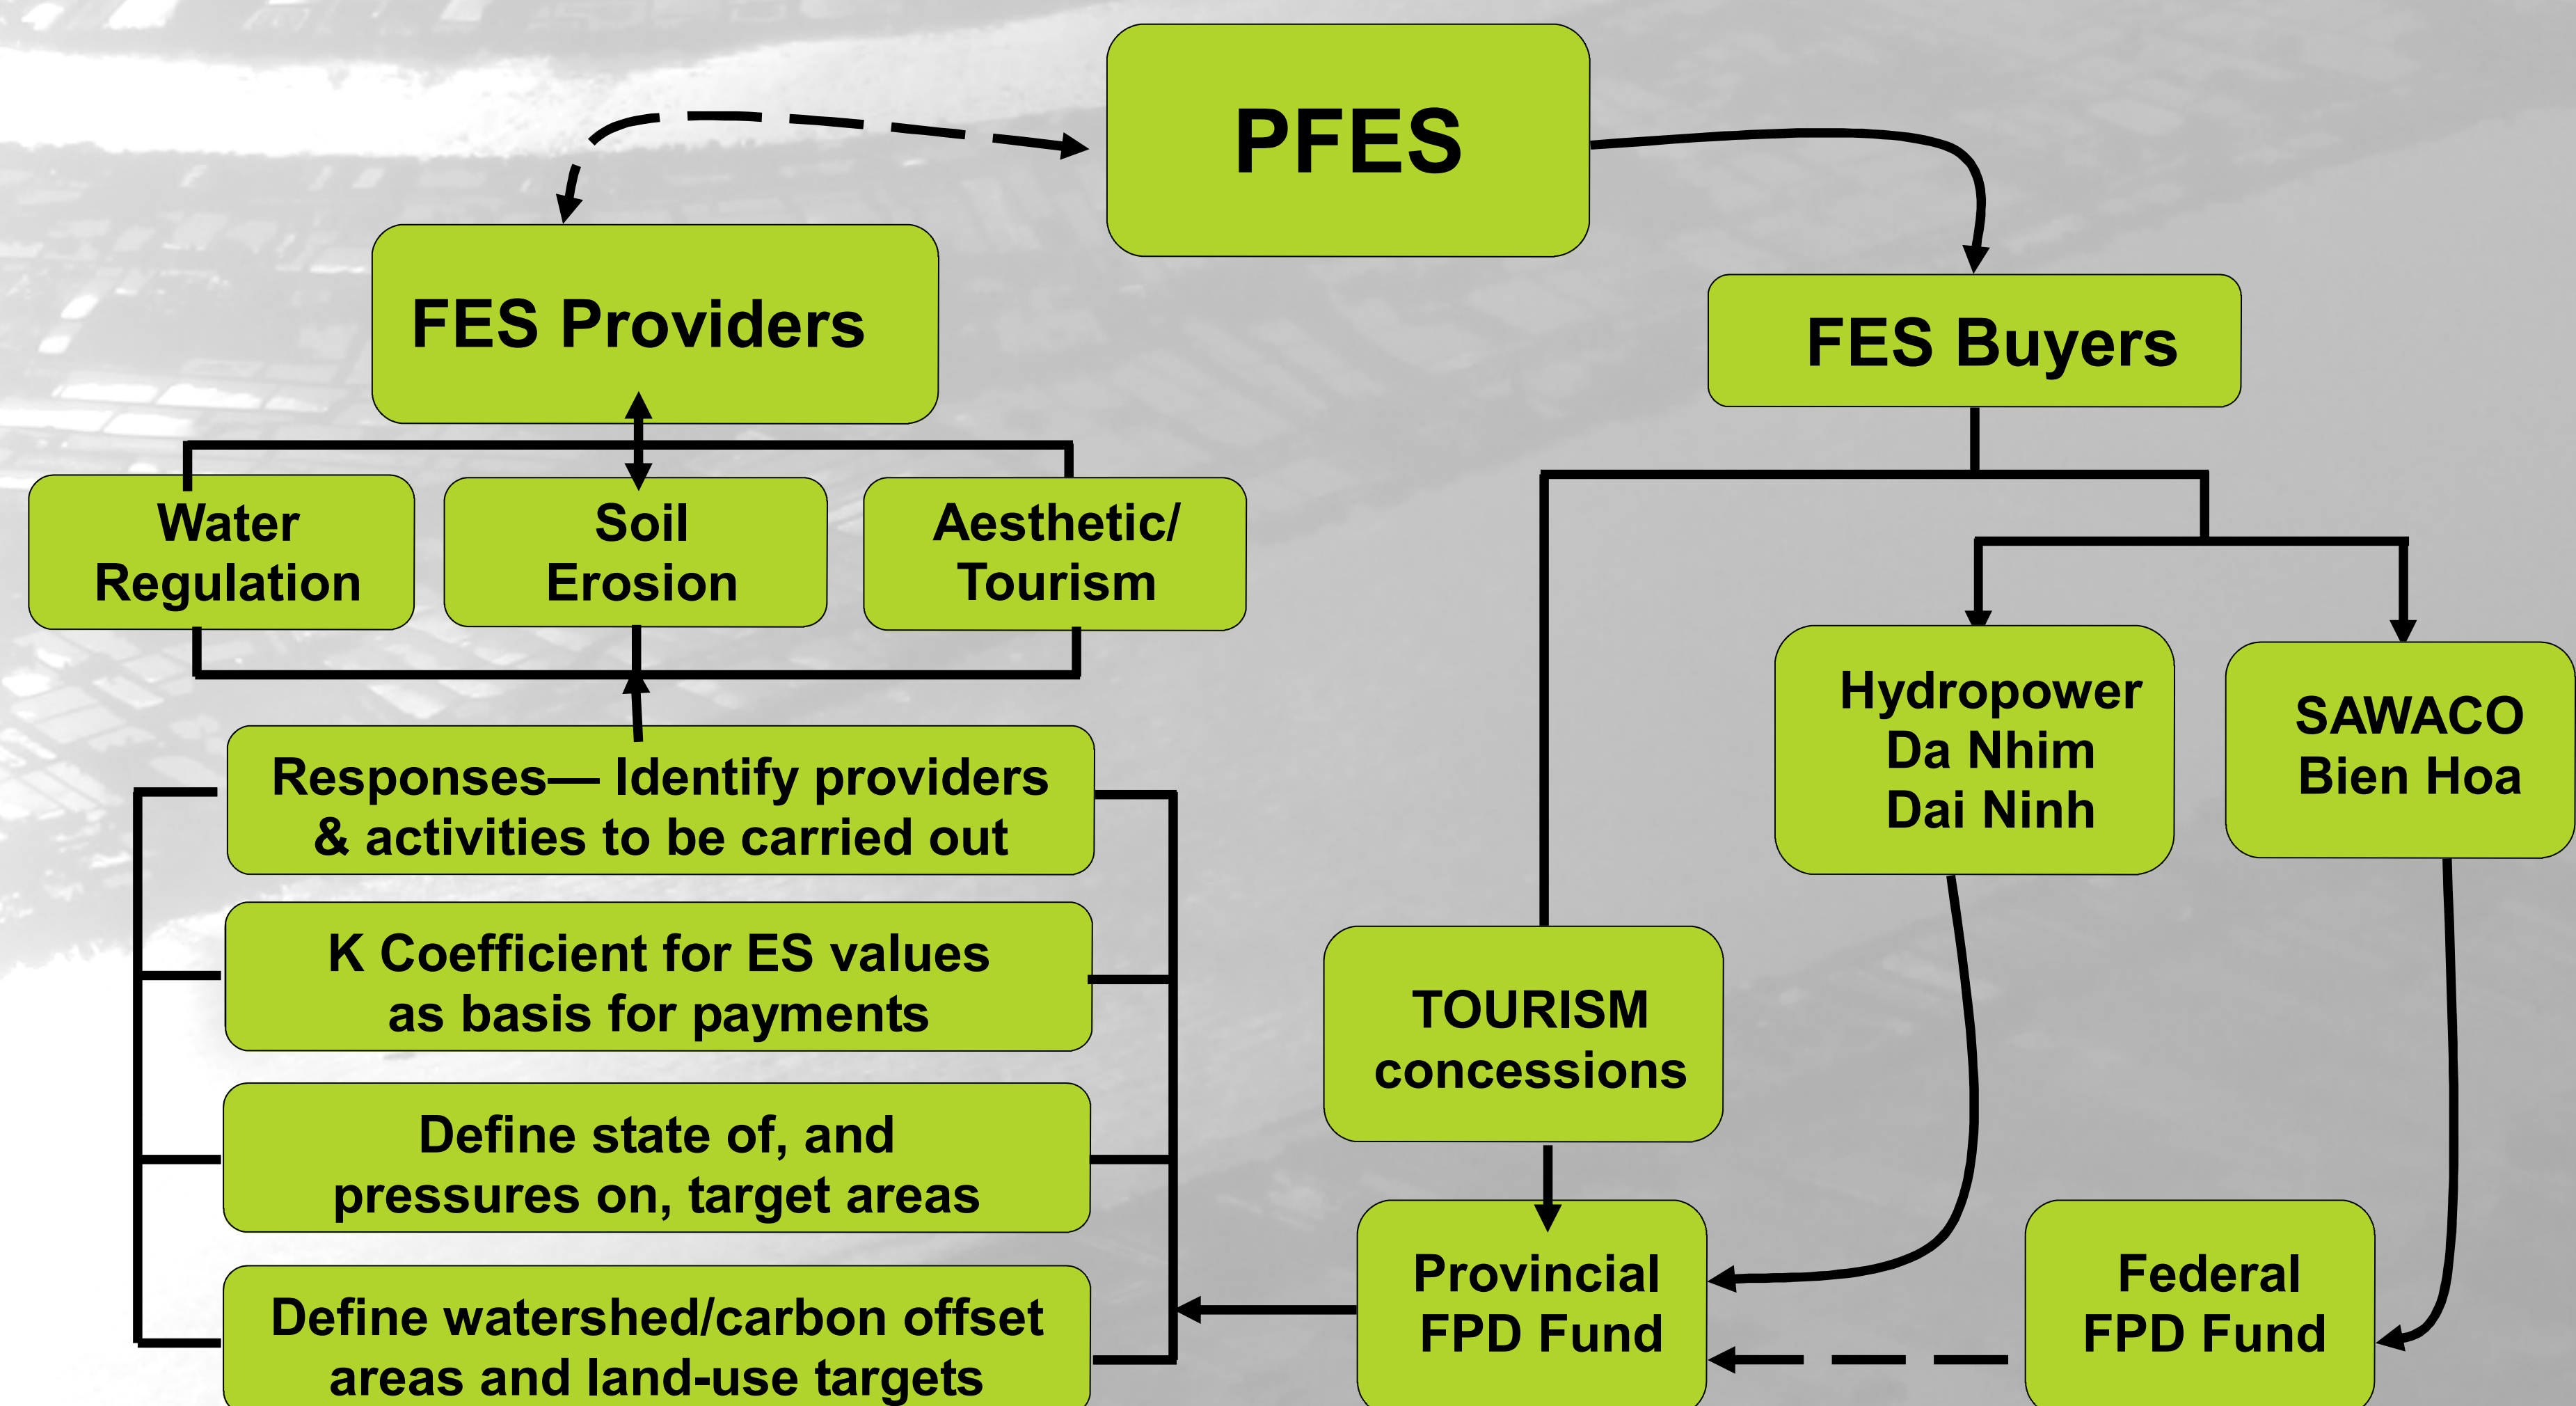 PFES
FES Providers
FES Buyers
Water
Regulation
Soil
Erosion
Aesthetic/
Tourism
Hydropower
Da Nhim
Dai Ninh
SAWACO
Bien Hoa
Responses— Identify providers
& activities to be carried out
K Coefficient for ES values
as basis for payments
TOURISM
concessions
Define state of, and
pressures on, target areas
Provincial
FPD Fund
Federal
FPD Fund
Define watershed/carbon offset
areas and land-use targets